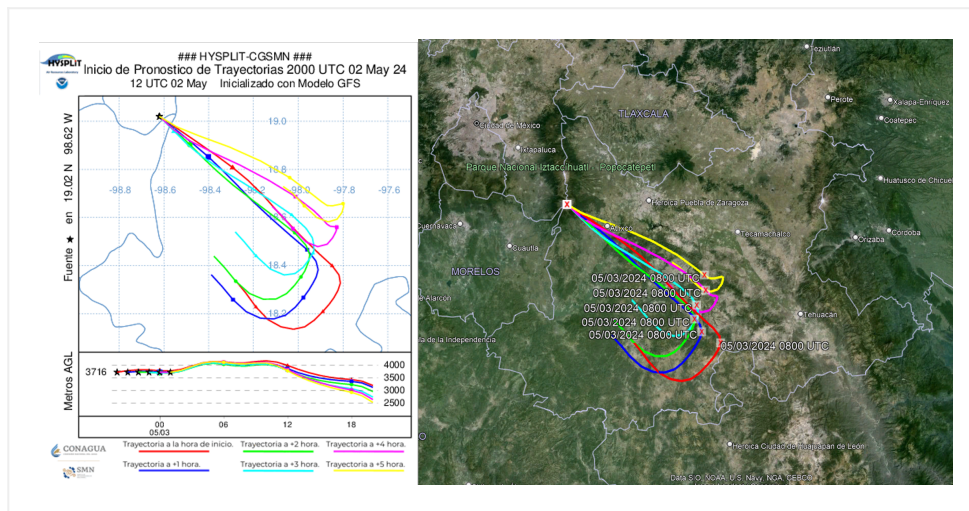 ### HYSPLIT-CGSMN ###
HYSPLIT
Inicio de Pronostico de Trayectorias 2000 UTC 02 May 24
12 UTC 02 May Inicializado con Modelo GFS
Fuente ★ en 19.02 N 98.62 W
19.0
18.8
-98.8
-98.6
-98.4
-98.2
-98.0
-97.8
-97.6
18.6
18.4
18.2
Metros AGL
3716
4000
3500
3000
2500
00
06
12
18
05/03
CONAGUA
SMN
Trayectoria a la hora de inicio.
Trayectoria a +2 hora.
Trayectoria a +4 hora.
Trayectoria a +1 hora.
Trayectoria a +3 hora.
Trayectoria a +5 hora.
Teziutlán
Perote
Xalapa-Enríquez
Coatepec
TLAXCALA
Ciudad de México
Ixtapaluca
Parque Nacional Iztaccíhuatl - Popocatépetl
Huatusco de Chicuel
X
Heroica Puebla de Zaragoza
Atlixco
Cuernavaca
Cuautla
Tecamachalco
Córdoba
Orizaba
MORELOS
05/03/2024 0800 UTC
05/03/2024 0800 UTC
05/03/2024 0800 UTC
05/03/2024 0800 UTC
05/03/2024 0800 UTC
05/03/2024 0800 UTC
Tehuacán
e Alarcón
la de la Independencia
Heroica Ciudad de Huajuapan de León
Data SIO, NOAA, U.S. Navy, NGA, GEBCO